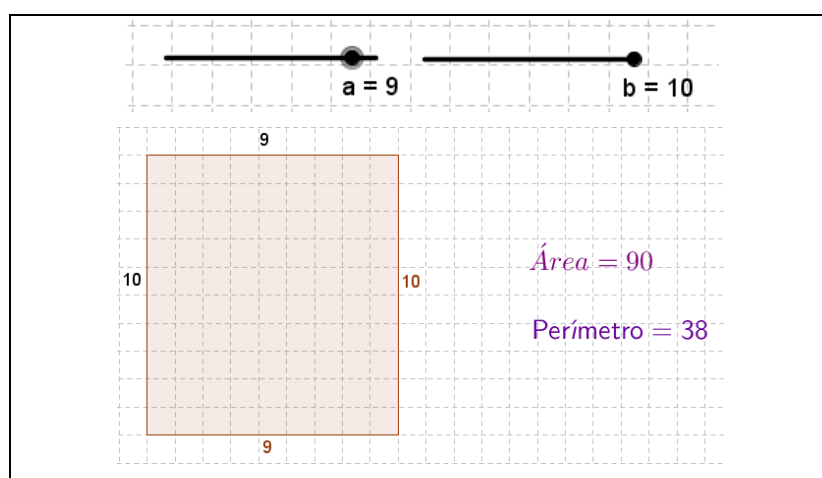 a = 9
b = 10
9
10
10
Área = 90
Perímetro = 38
9